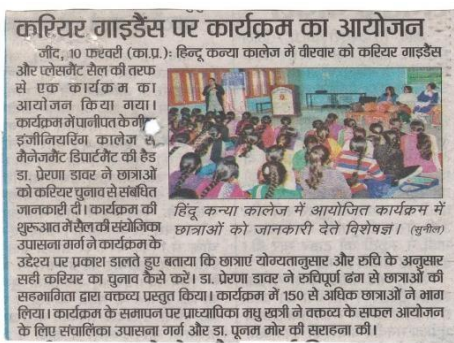 करियर गाइडैंस पर कार्यक्रम का आयोजन
जींद, 10 फरवरी (का.प्र.): हिन्दू कन्या कालेज में वीरवार को करियर गाइडैंस
और प्लेसमैंट सैल की तरफ
से एक कार्यक्रम का
आयोजन किया गया।
कार्यक्रम में पानीपत के
इंजीनियरिंग कालेज से
मैनेजमैंट डिपार्टमैंट की हैड
डा. प्रेरणा डावर ने छात्राओं
को करियर चुनाव से संबंधित
जानकारी दी। कार्यक्रम की
शुरूआत में सैल की संयोजिका
उपासना गर्ग ने कार्यक्रम के
हिंदू कन्या कालेज में आयोजित कार्यक्रम में
छात्राओं को जानकारी देते विशेषज्ञ। (सुनील)
उद्देश्य पर प्रकाश डालते हुए बताया कि छात्राएं योग्यतानुसार और रुचि के अनुसार
सही करियर का चुनाव कैसे करें। डा. प्रेरणा डावर ने रुचिपूर्ण ढंग से छात्राओं की
सहभागिता द्वारा वक्तव्य प्रस्तुत किया। कार्यक्रम में 150 से अधिक छात्राओं ने भाग
लिया। कार्यक्रम के समापन पर प्राध्यापिका मधु खत्री ने वक्तव्य के सफल आयोजन
के लिए संचालिका उपासना गर्ग और डा. पूनम मोर की सराहना की।